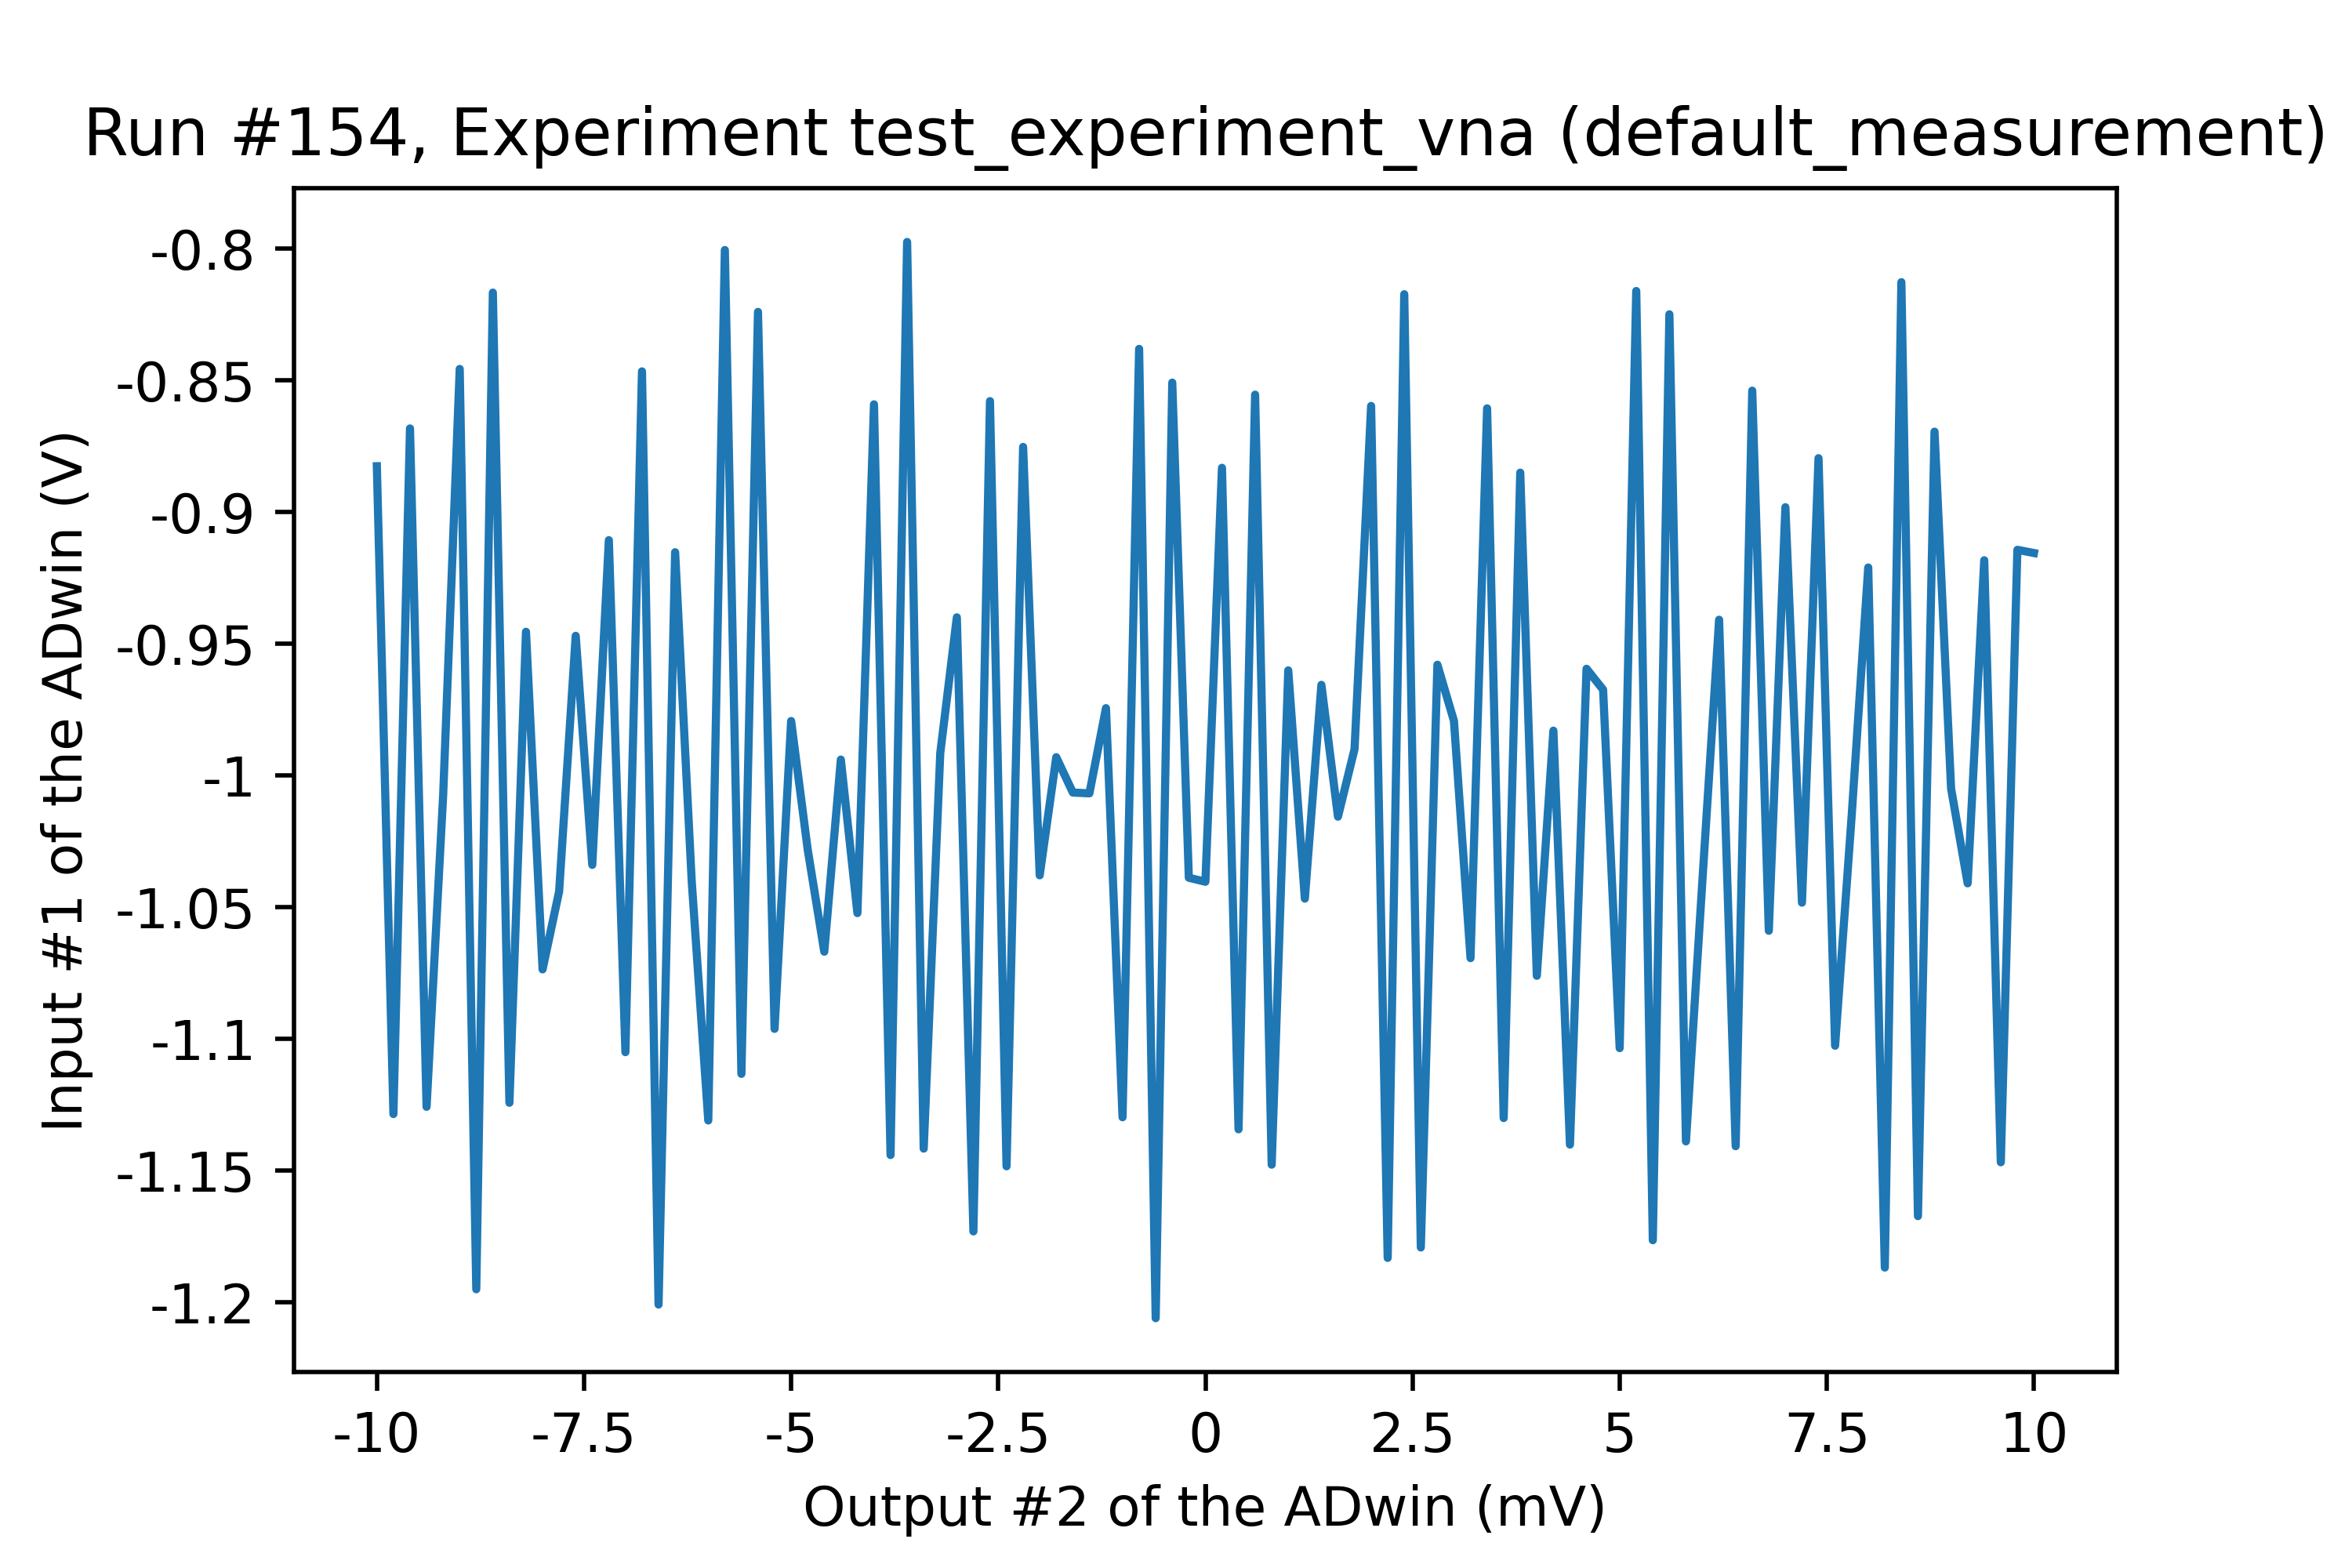 Run #154, Experiment test_experiment_vna (default_measurement)
Input #1 of the ADwin (V)
-0.8
-0.85
-0.9
-0.95
-1
-1.05
-1.1
-1.15
-1.2
-10 -7.5 -5 -2.5 0 2.5 5 7.5 10
Output #2 of the ADwin (mV)